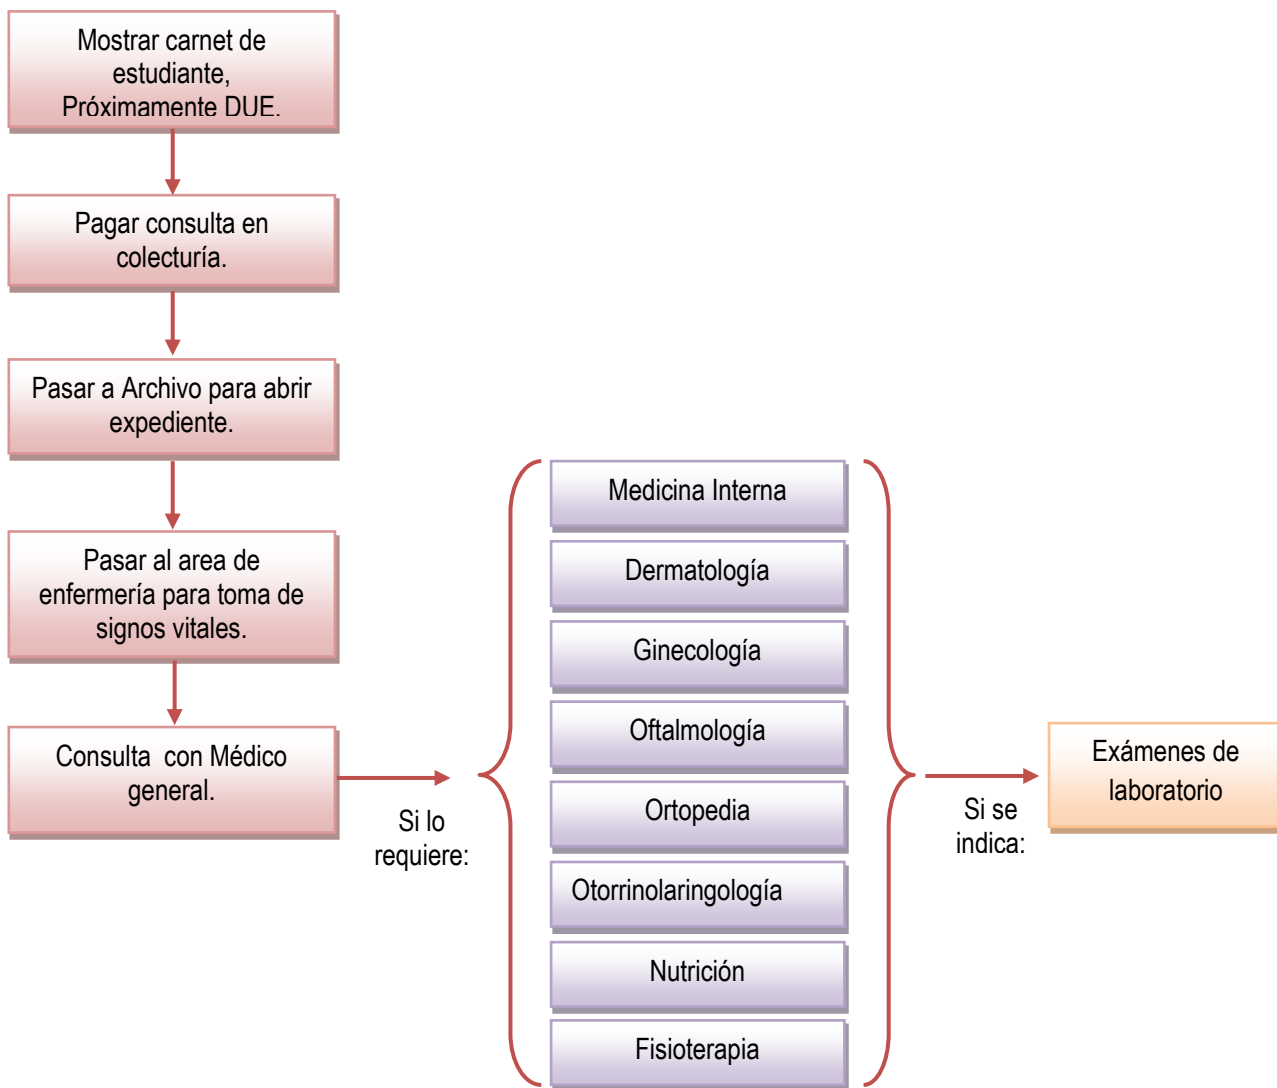 Mostrar carnet de
estudiante,
Próximamente DUE.
Pagar consulta en
colecturía.
Pasar a Archivo para abrir
expediente.
Pasar al area de
enfermería para toma de
signos vitales.
Consulta con Médico
general.
Si lo
requiere:
Medicina Interna
Dermatología
Ginecología
Oftalmología
Ortopedia
Otorrinolaringología
Nutrición
Fisioterapia
Si se
indica:
Exámenes de
laboratorio